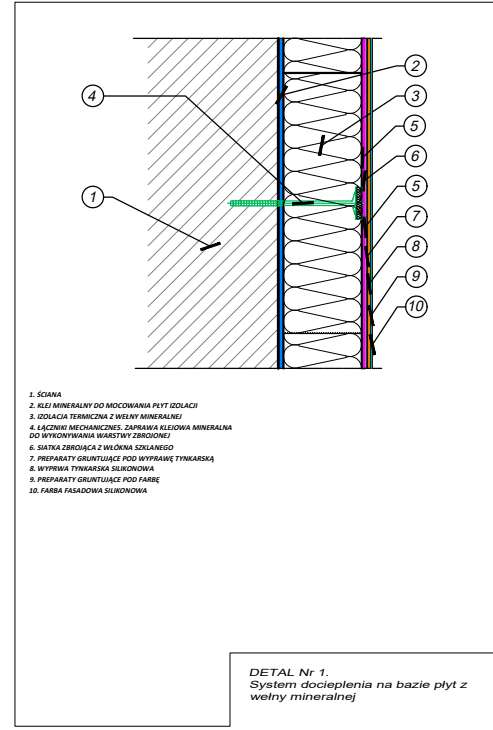 2
4
3
5
6
1
5
7
8
9
10
1. ŚCIANA
2. KLEJ MINERALNY DO MOCOWANIA PŁYT IZOLACJI
3. IZOLACJA TERMICZNA Z WEŁNY MINERALNEJ
4. ŁĄCZNIKI MECHANICZNE5. ZAPRAWA KLEJOWA MINERALNA
DO WYKONYWANIA WARSTWY ZBROJONEJ
6. SIATKA ZBROJĄCA Z WŁÓKNA SZKLANEGO
7. PREPARATY GRUNTUJĄCE POD WYPRAWĘ TYNKARSKĄ
8. WYPRWA TYNKARSKA SILIKONOWA
9. PREPARATY GRUNTUJĄCE POD FARBĘ
10. FARBA FASADOWA SILIKONOWA
DETAL Nr 1.
System docieplenia na bazie płyt z
wełny mineralnej